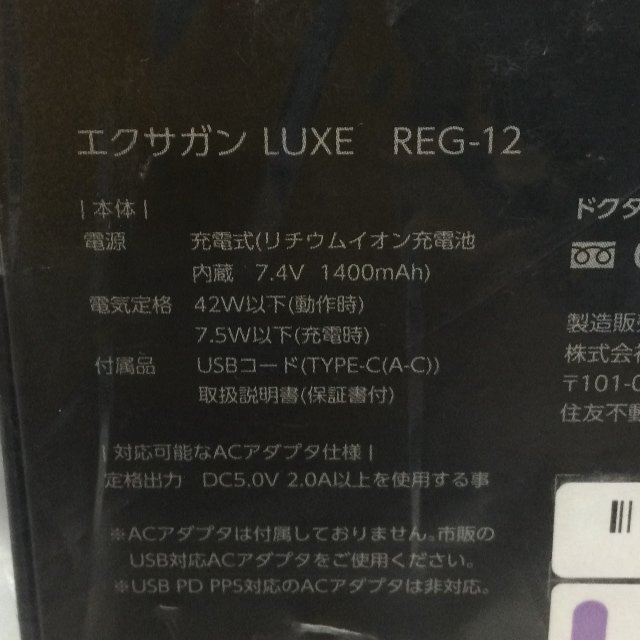 エクサガン LUXE REG-12
| 本体 |
電源 充電式(リチウムイオン充電池
内蔵 7.4V 1400mAh)
電気定格 42W以下(動作時)
7.5W以下(充電時)
付属品 USBコード(TYPE-C(A-C))
取扱説明書(保証書付)
| 対応可能なACアダプタ仕様 |
定格出力 DC5.0V 2.0A以上を使用する事
※ACアダプタは付属しておりません。市販の
USB対応ACアダプタをご使用ください。
※USB PD PPS対応のACアダプタは非対応。
ドクタ
製造販
株式会
〒101-0
住友不動